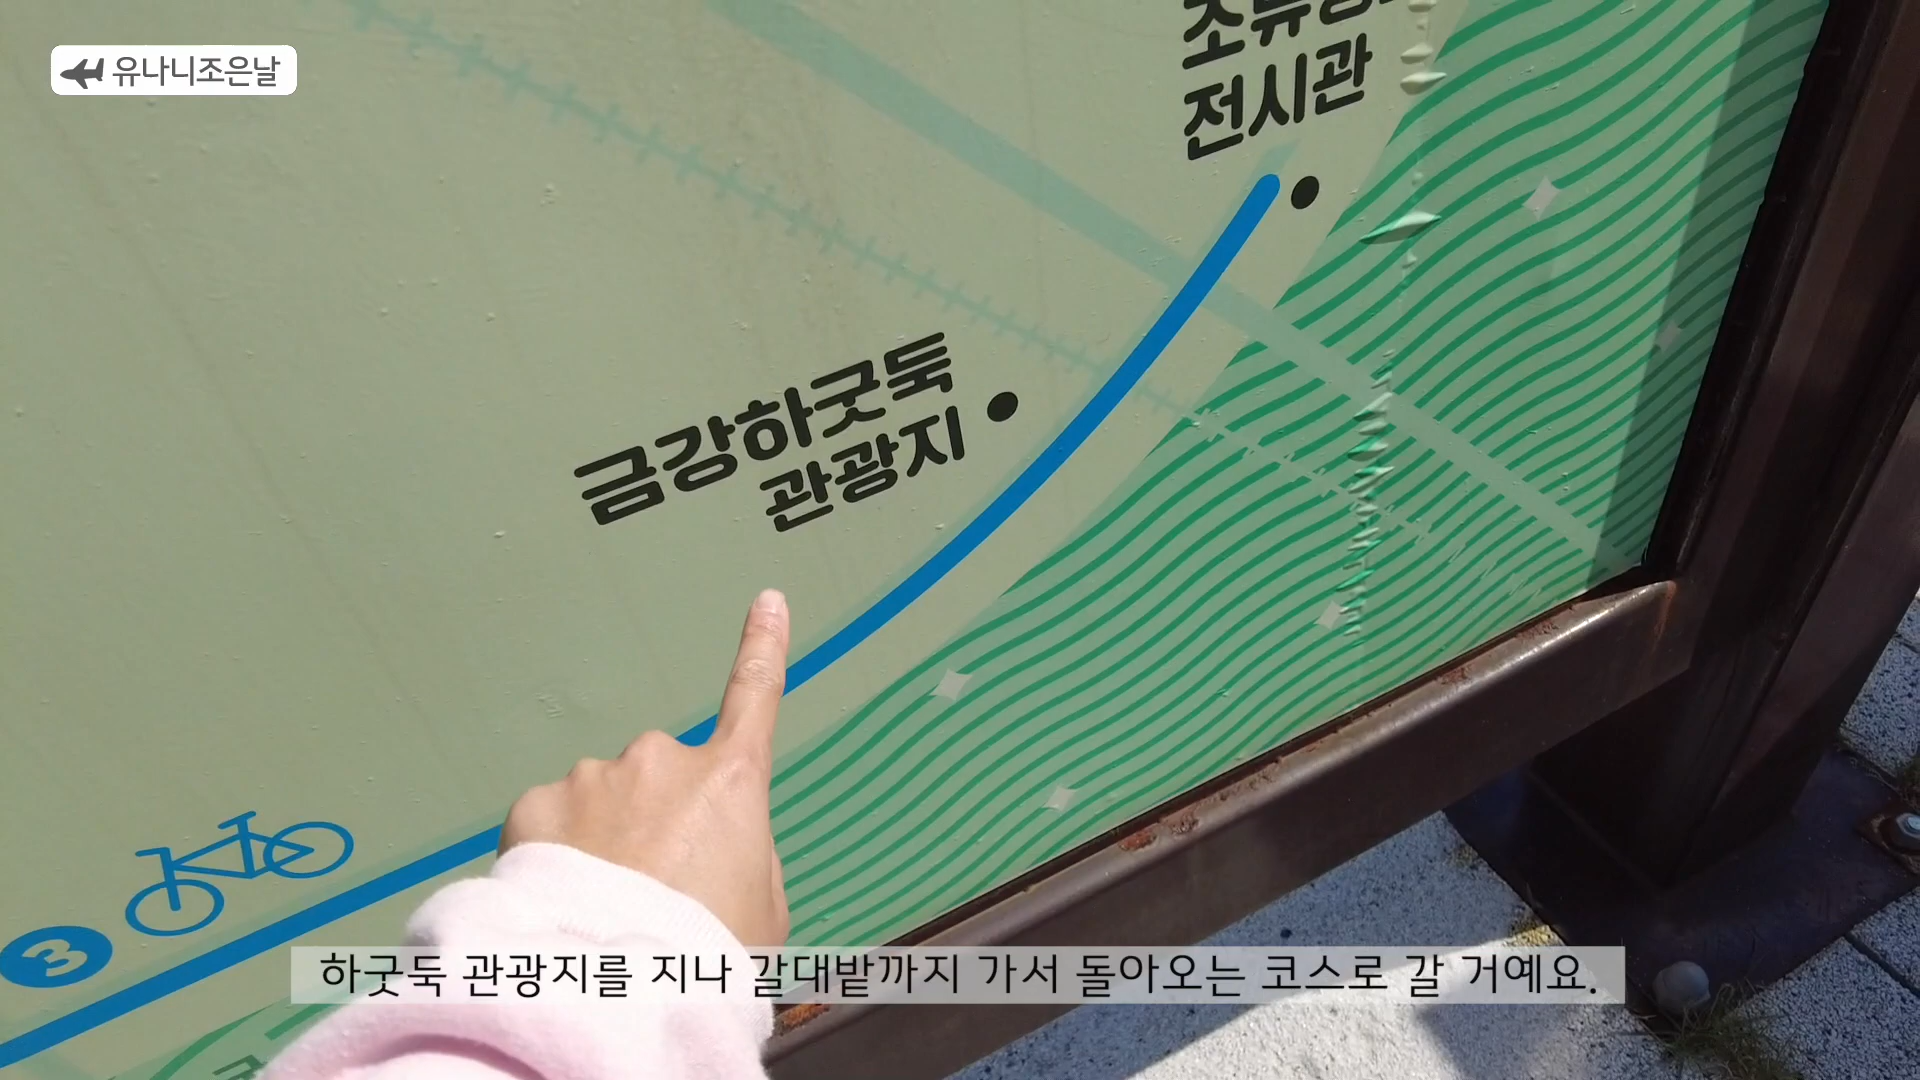 유나니조은날
전시관
금강하굿둑
관광지
3
하굿둑 관광지를 지나 갈대밭까지 가서 돌아오는 코스로 갈 거예요.